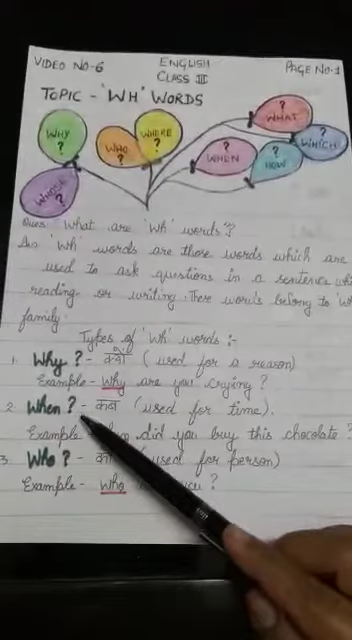 VIDEO NO-6 ENGLISH PAGE NO-1
CLASS III
TOPIC - 'WH' WORDS
WHY ?
WHO ?
WHERE ?
WHAT ?
WHEN ?
HOW ?
WHICH ?
WHOSE ?
Ques: What are 'Wh' words?
Ans 'Wh' words are those words which are
used to ask questions in a sentence
reading or writing. These words belong to
family.
Types of 'Wh' words :-
1. Why ? - क्यों (used for a reason)
Example - Why are you crying ?
2. When ? - कब (used for time).
Example did you buy this chocolate ?
3. Who ? - used for person)
Example - Who ?